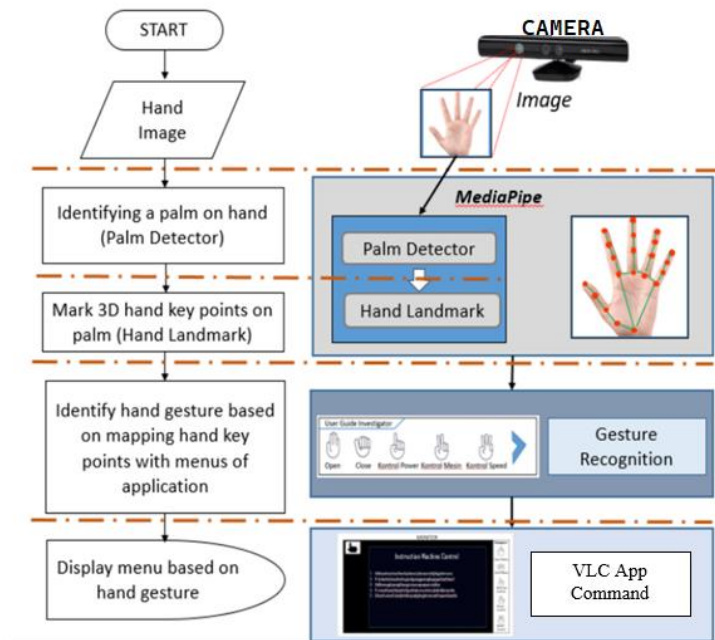 START
CAMERA
Hand
Image
Image
Identifying a palm on hand
(Palm Detector)
MediaPipe
Palm Detector
Hand Landmark
Mark 3D hand key points on
palm (Hand Landmark)
Identify hand gesture based
on mapping hand key
points with menus of
application
User Guide Investigator
Open Close Kontrol Power Kontrol Mesin Kontrol Speed
Gesture
Recognition
Display menu based on
hand gesture
MONITOR
Instruction Machine Control
VLC App
Command